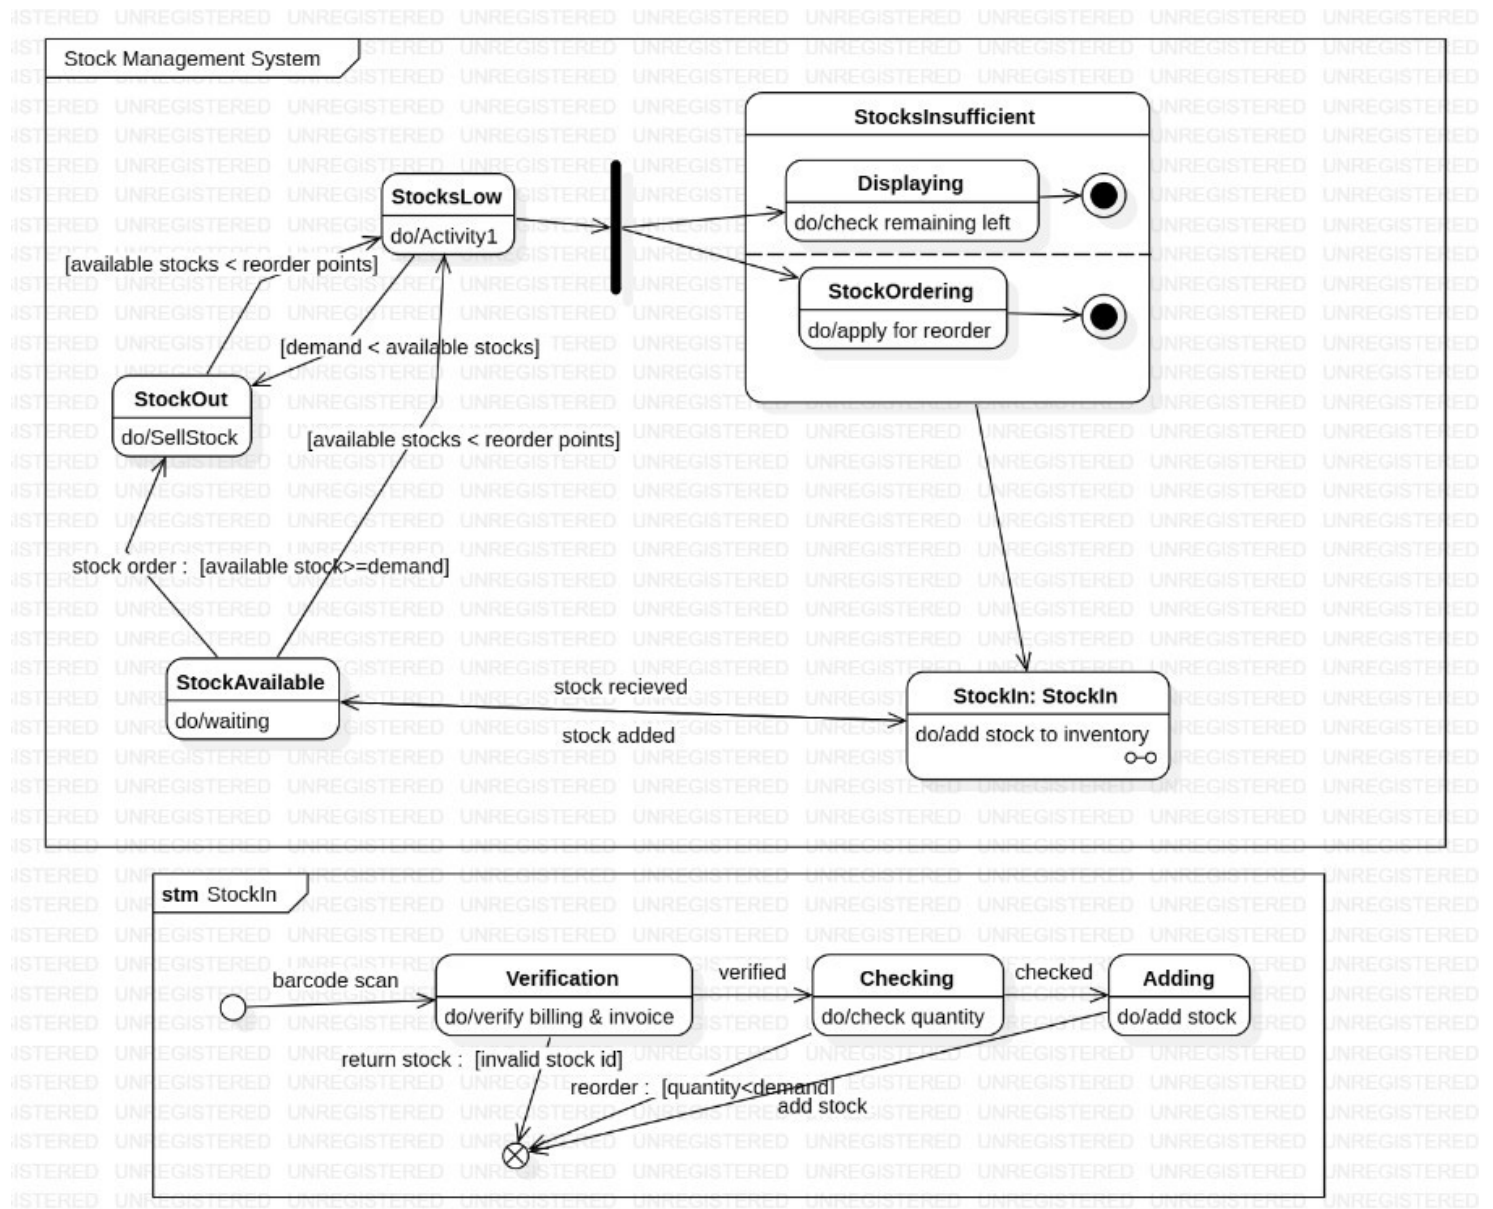 Stock Management System
StocksInsufficient
Displaying
do/check remaining left
StocksLow
do/Activity1
[available stocks < reorder points]
StockOrdering
do/apply for reorder
[demand < available stocks]
StockOut
do/SellStock
[available stocks < reorder points]
stock order : [available stock>=demand]
StockAvailable
do/waiting
stock recieved
stock added
StockIn: StockIn
do/add stock to inventory
stm StockIn
barcode scan
Verification
do/verify billing & invoice
verified
Checking
do/check quantity
checked
Adding
do/add stock
return stock : [invalid stock id]
reorder : [quantity<demand]
add stock
UNREGISTERED